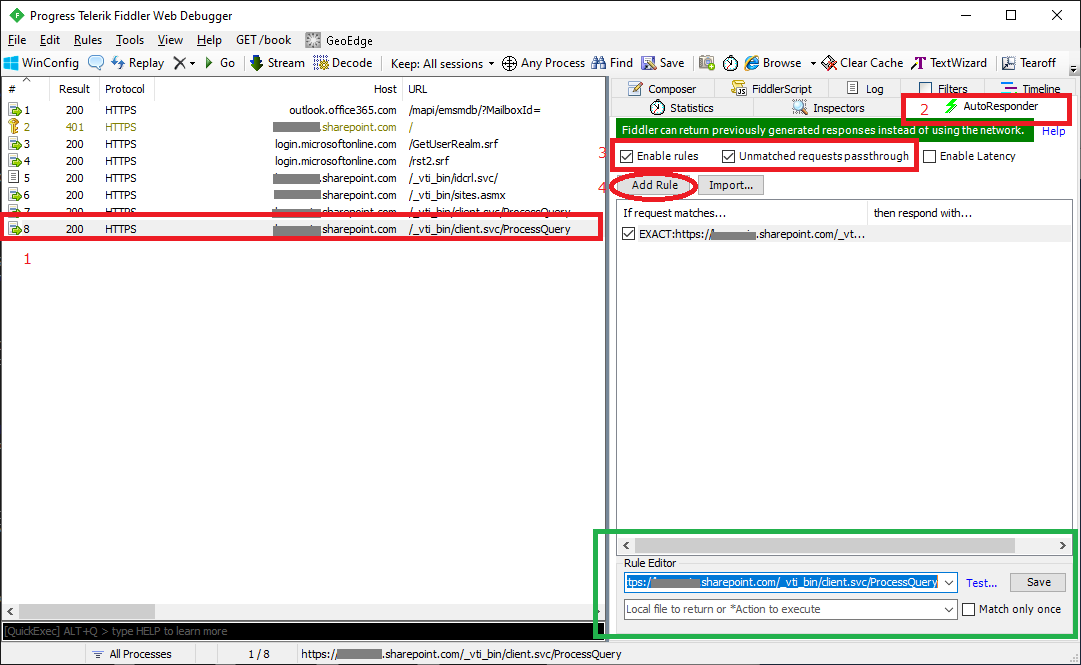 Progress Telerik Fiddler Web Debugger
File Edit Rules Tools View Help GET /book GeoEdge
WinConfig Replay Go Stream Decode Keep: All sessions Any Process Find Save Browse Clear Cache TextWizard Tearoff
# Result Protocol Host URL
1 200 HTTPS outlook.office365.com /mapi/emsmdb/?MailboxId=
2 401 HTTPS .sharepoint.com /
3 200 HTTPS login.microsoftonline.com /GetUserRealm.srf
4 200 HTTPS login.microsoftonline.com /rst2.srf
5 200 HTTPS .sharepoint.com /_vti_bin/idcrl.svc/
6 200 HTTPS sharepoint.com /_vti_bin/sites.asmx
7 200 HTTPS sharepoint.com /_vti_bin/client.svc/ProcessQuery
8 200 HTTPS sharepoint.com /_vti_bin/client.svc/ProcessQuery
1
Composer FiddlerScript Log Filters Timeline
Statistics Inspectors 2 AutoResponder
Fiddler can return previously generated responses instead of using the network. Help
3 Enable rules Unmatched requests passthrough Enable Latency
4 Add Rule Import...
If request matches... then respond with...
EXACT:https:// .sharepoint.com/_vt...
Rule Editor
tps:/ sharepoint.com/_vti_bin/client.svc/ProcessQuery Test... Save
Local file to return or *Action to execute Match only once
[QuickExec] ALT+Q > type HELP to learn more
All Processes 1 / 8 https:// .sharepoint.com/_vti_bin/client.svc/ProcessQuery